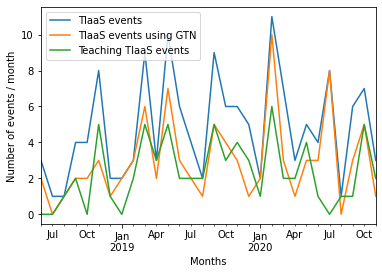 TIaaS events
TIaaS events using GTN
Teaching TIaaS events
Number of events / month
10
8
6
4
2
0
Jul Oct Jan Apr Jul Oct Jan Apr Jul Oct
2019 2020
Months